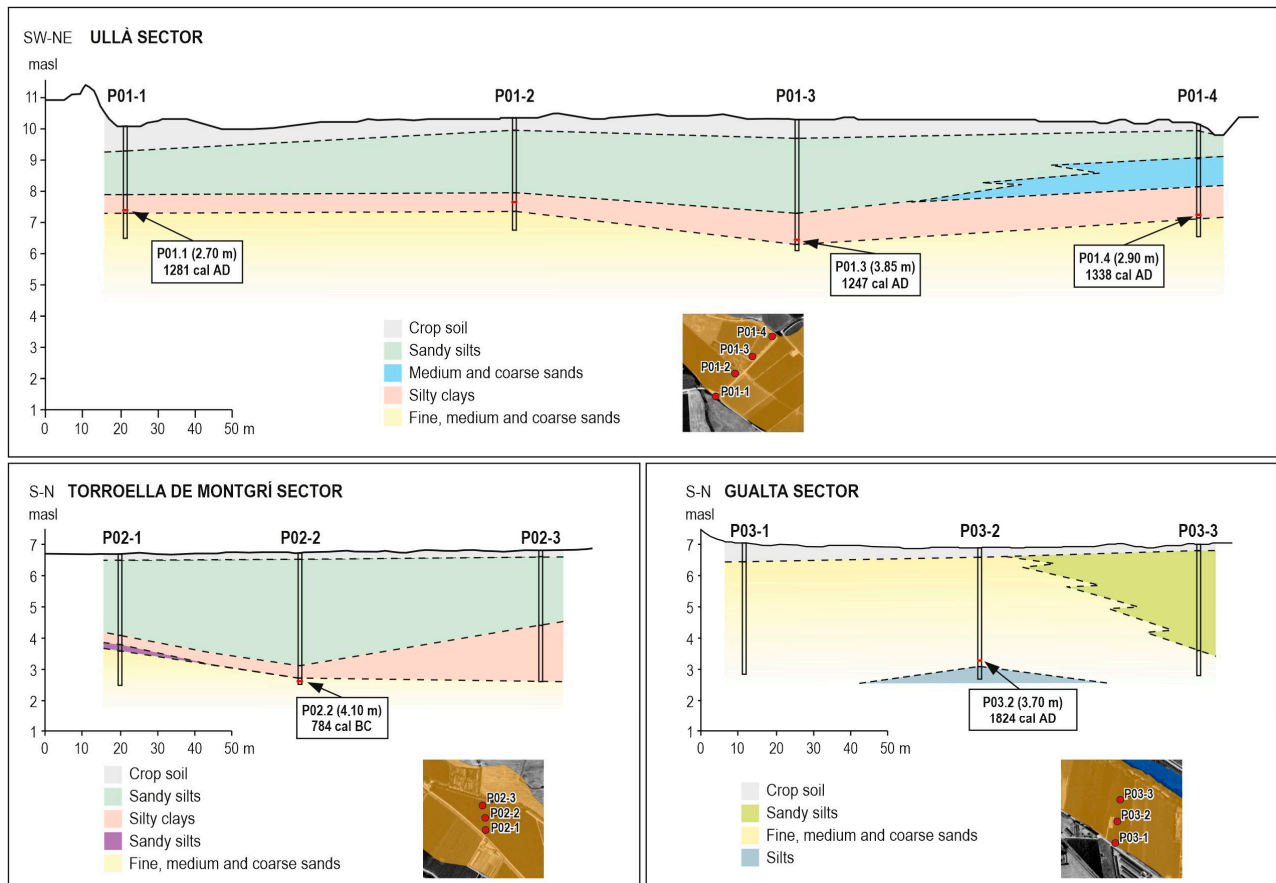 SW-NE ULLÀ SECTOR
masl
P01-1 P01-2 P01-3 P01-4
11
10
9
8
7
6
5
4
3
2
1
P01.1 (2.70 m)
1281 cal AD
P01.3 (3.85 m)
1247 cal AD
P01.4 (2.90 m)
1338 cal AD
Crop soil
Sandy silts
Medium and coarse sands
Silty clays
Fine, medium and coarse sands
P01-4
P01-3
P01-2
P01-1
0 20 30 40 50 m
S-N TORROELLA DE MONTGRÍ SECTOR
masl
P02-1 P02-2 P02-3
7
6
5
4
3
2
1
P02.2 (4.10 m)
784 cal BC
0 20 30 40 50 m
Crop soil
Sandy silts
Silty clays
Sandy silts
Fine, medium and coarse sands
P02-3
P02-2
P02-1
S-N GUALTA SECTOR
masl
P03-1 P03-2 P03-3
7
6
5
4
3
2
1
P03.2 (3.70 m)
1824 cal AD
0 10 20 30 40 50 m
Crop soil
Sandy silts
Fine, medium and coarse sands
Silts
P03-3
P03-2
P03-1